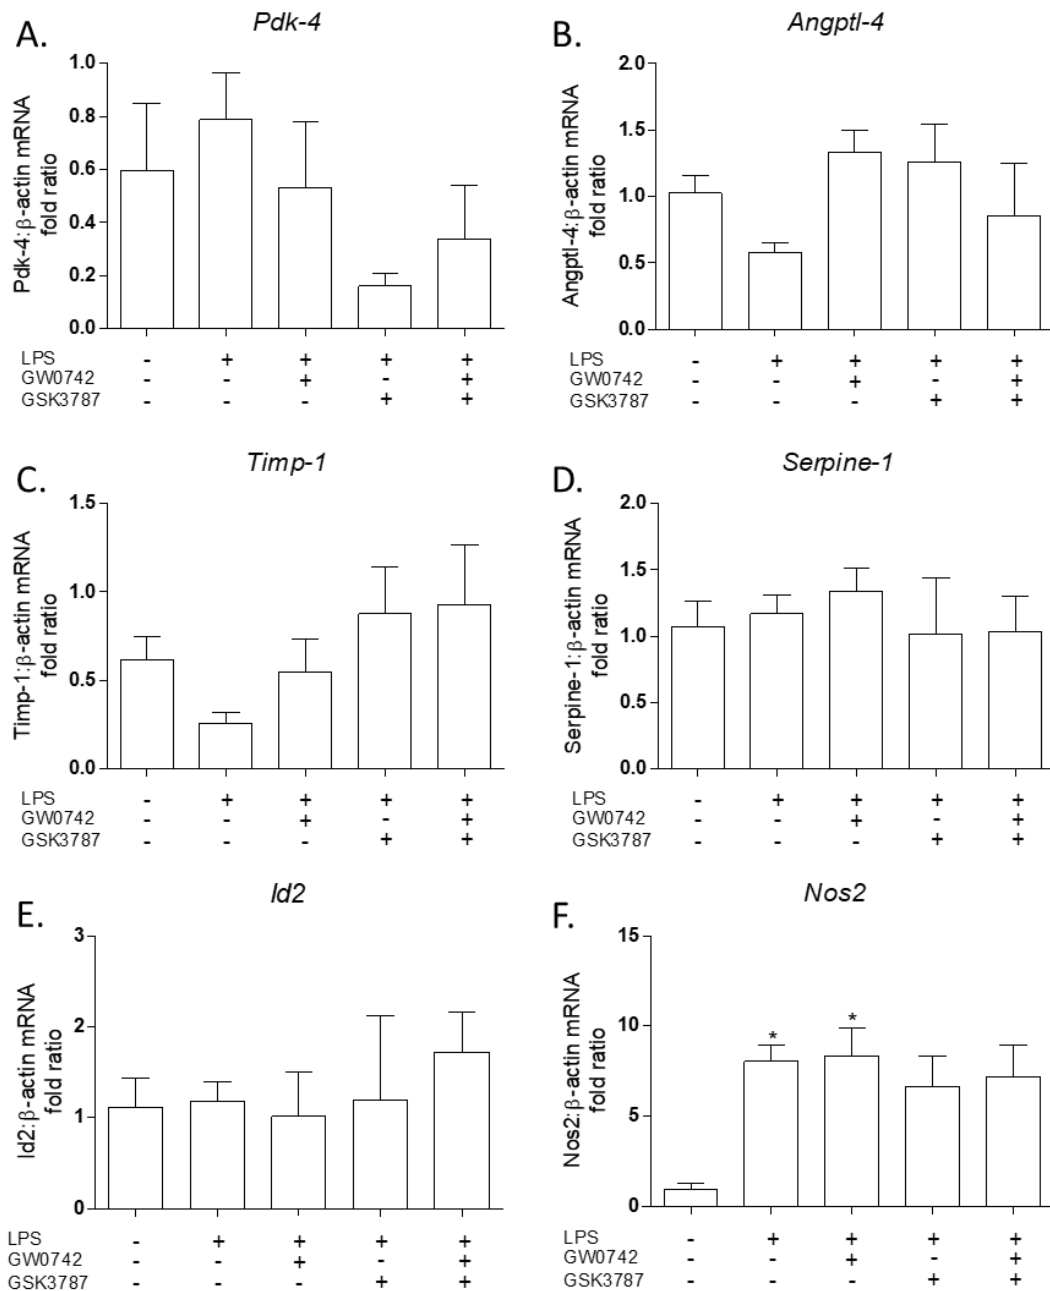 A.
Pdk-4
Pdk-4:β-actin mRNA
fold ratio
1.0
0.8
0.6
0.4
0.2
0.0
LPS - + + + +
GW0742 - - + - +
GSK3787 - - - + +
B.
Angptl-4
Angptl-4:β-actin mRNA
fold ratio
2.0
1.5
1.0
0.5
0.0
LPS - + + + +
GW0742 - - + - +
GSK3787 - - - + +
C.
Timp-1
Timp-1:β-actin mRNA
fold ratio
1.5
1.0
0.5
0.0
LPS - + + + +
GW0742 - - + - +
GSK3787 - - - + +
D.
Serpine-1
Serpine-1:β-actin mRNA
fold ratio
2.0
1.5
1.0
0.5
0.0
LPS - + + + +
GW0742 - - + - +
GSK3787 - - - + +
E.
Id2
Id2:β-actin mRNA
fold ratio
3
2
1
0
LPS - + + + +
GW0742 - - + - +
GSK3787 - - - + +
F.
Nos2
Nos2:β-actin mRNA
fold ratio
15
10
5
0
* *
LPS - + + + +
GW0742 - - + - +
GSK3787 - - - + +